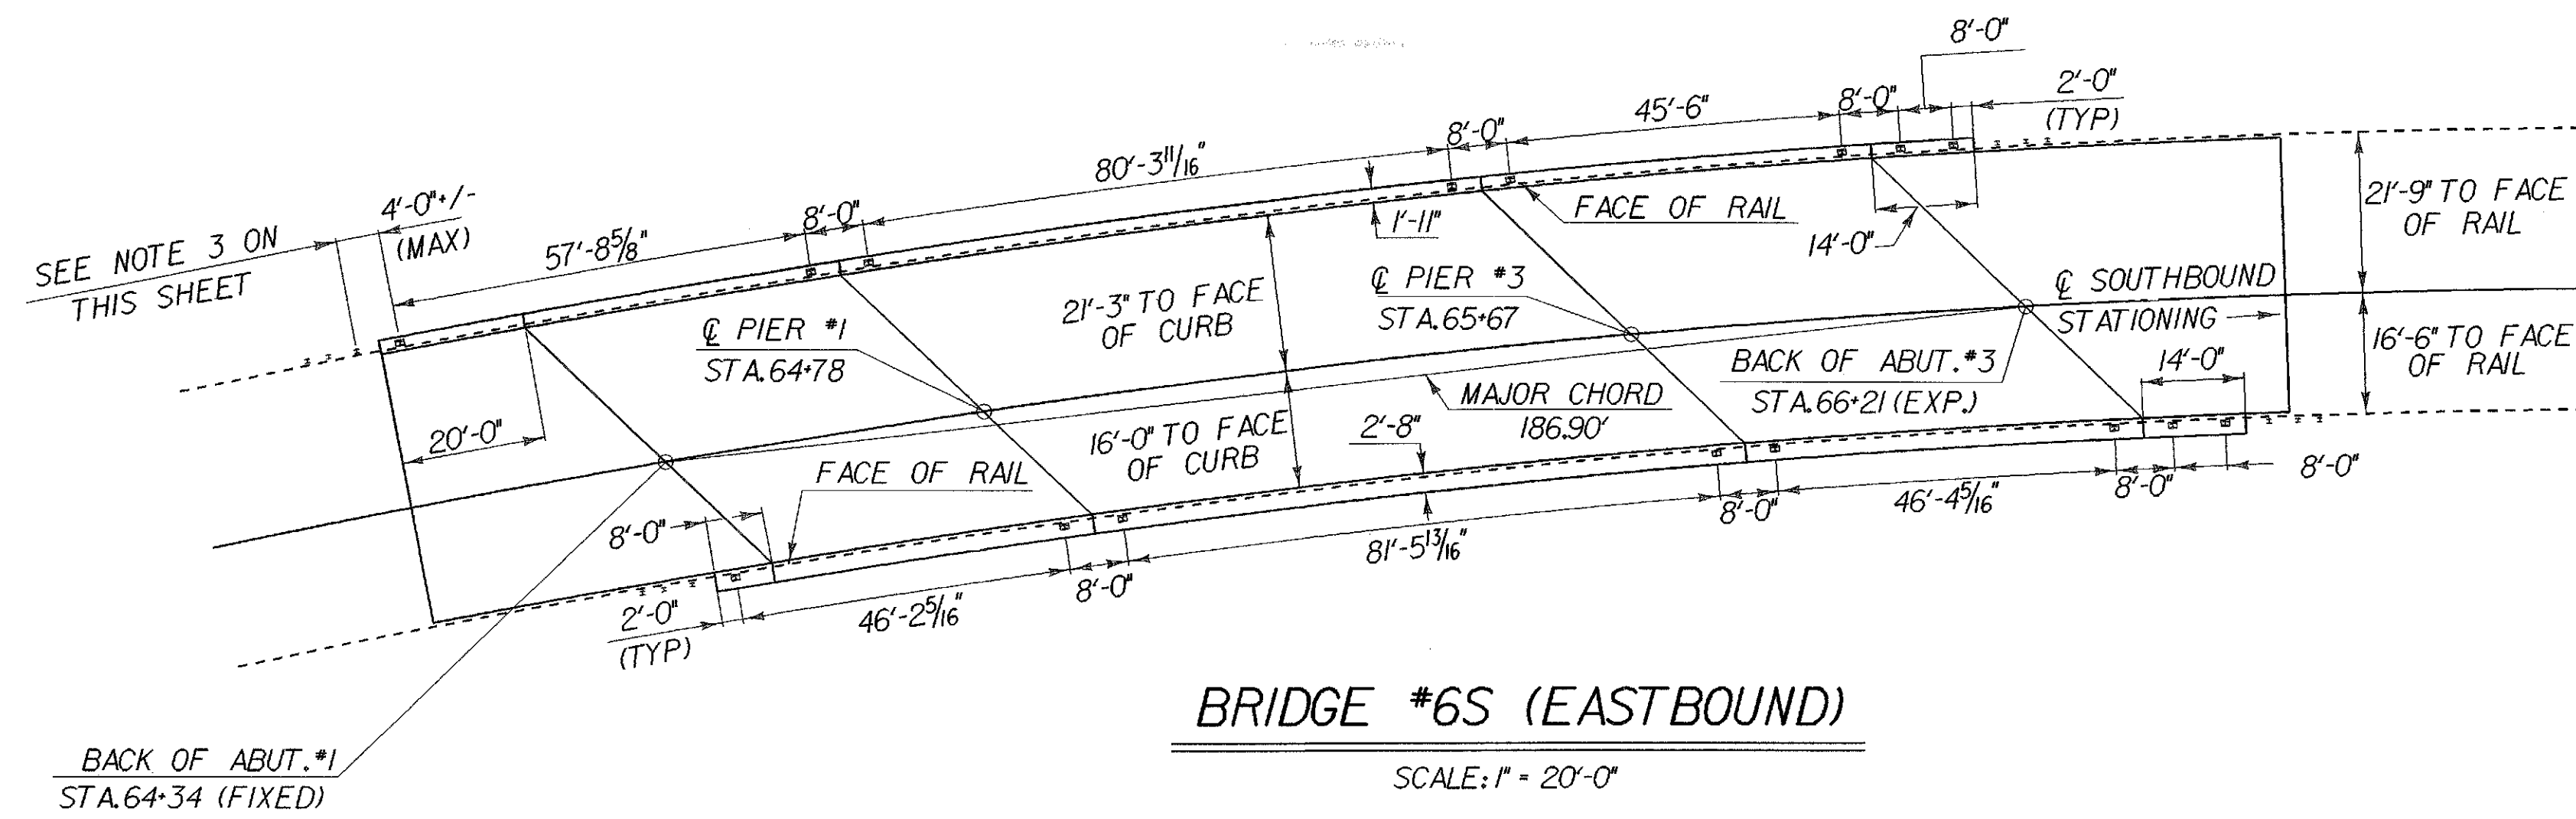 8'-0"
2'-0"
(TYP)
45'-6"
8'-0"
8'-0"
80'-3 11/16"
8'-0"
57'-8 5/8"
4'-0"+/-
(MAX)
SEE NOTE 3 ON
THIS SHEET
1'-11"
FACE OF RAIL
14'-0"
21'-9" TO FACE
OF RAIL
21'-3" TO FACE
OF CURB
℄ PIER #3
STA.65+67
℄ SOUTHBOUND
STATIONING
℄ PIER #1
STA.64+78
16'-6" TO FACE
OF RAIL
BACK OF ABUT.#3
STA.66+21 (EXP.)
14'-0"
MAJOR CHORD
186.90'
20'-0"
16'-0" TO FACE
OF CURB
2'-8"
FACE OF RAIL
8'-0"
8'-0"
8'-0"
46'-4 5/16"
8'-0"
81'-5 13/16"
8'-0"
46'-2 5/16"
2'-0"
(TYP)
BRIDGE #6S (EASTBOUND)
SCALE: 1" = 20'-0"
BACK OF ABUT.#1
STA.64+34 (FIXED)